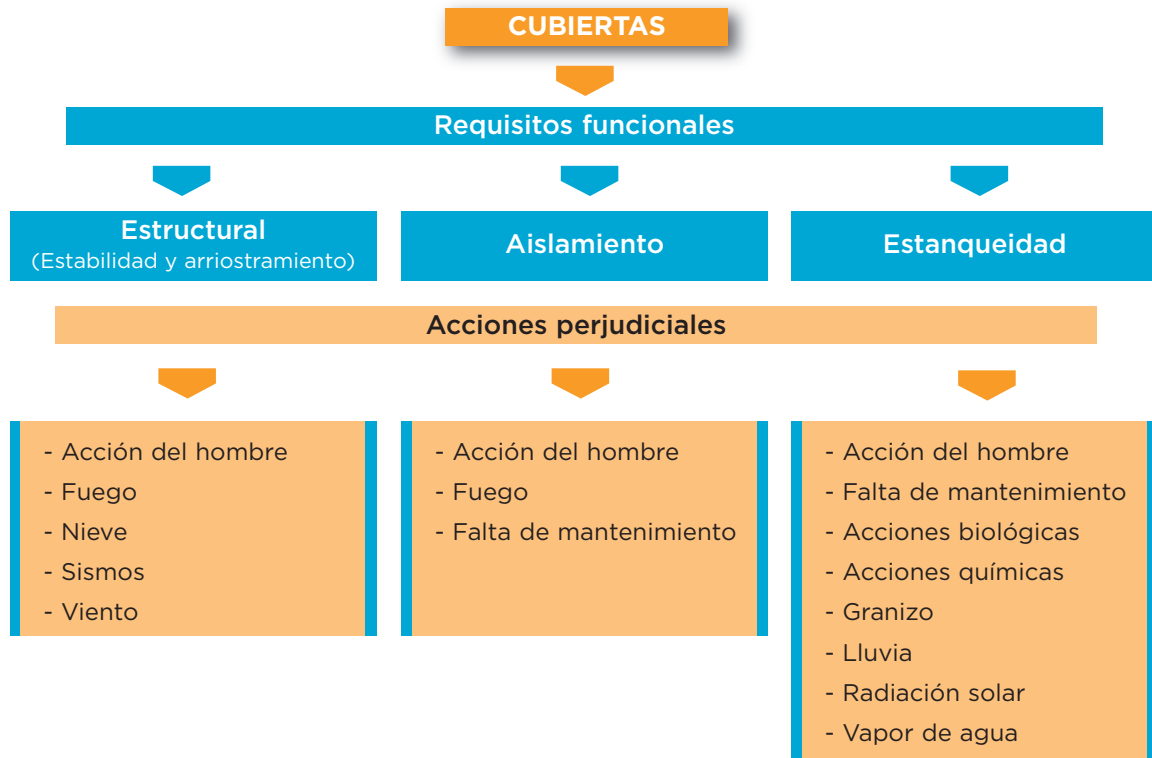 CUBIERTAS
Requisitos funcionales
Estructural
(Estabilidad y arriostramiento)
Aislamiento
Estanqueidad
Acciones perjudiciales
- Acción del hombre
- Fuego
- Nieve
- Sismos
- Viento
- Acción del hombre
- Fuego
- Falta de mantenimiento
- Acción del hombre
- Falta de mantenimiento
- Acciones biológicas
- Acciones químicas
- Granizo
- Lluvia
- Radiación solar
- Vapor de agua